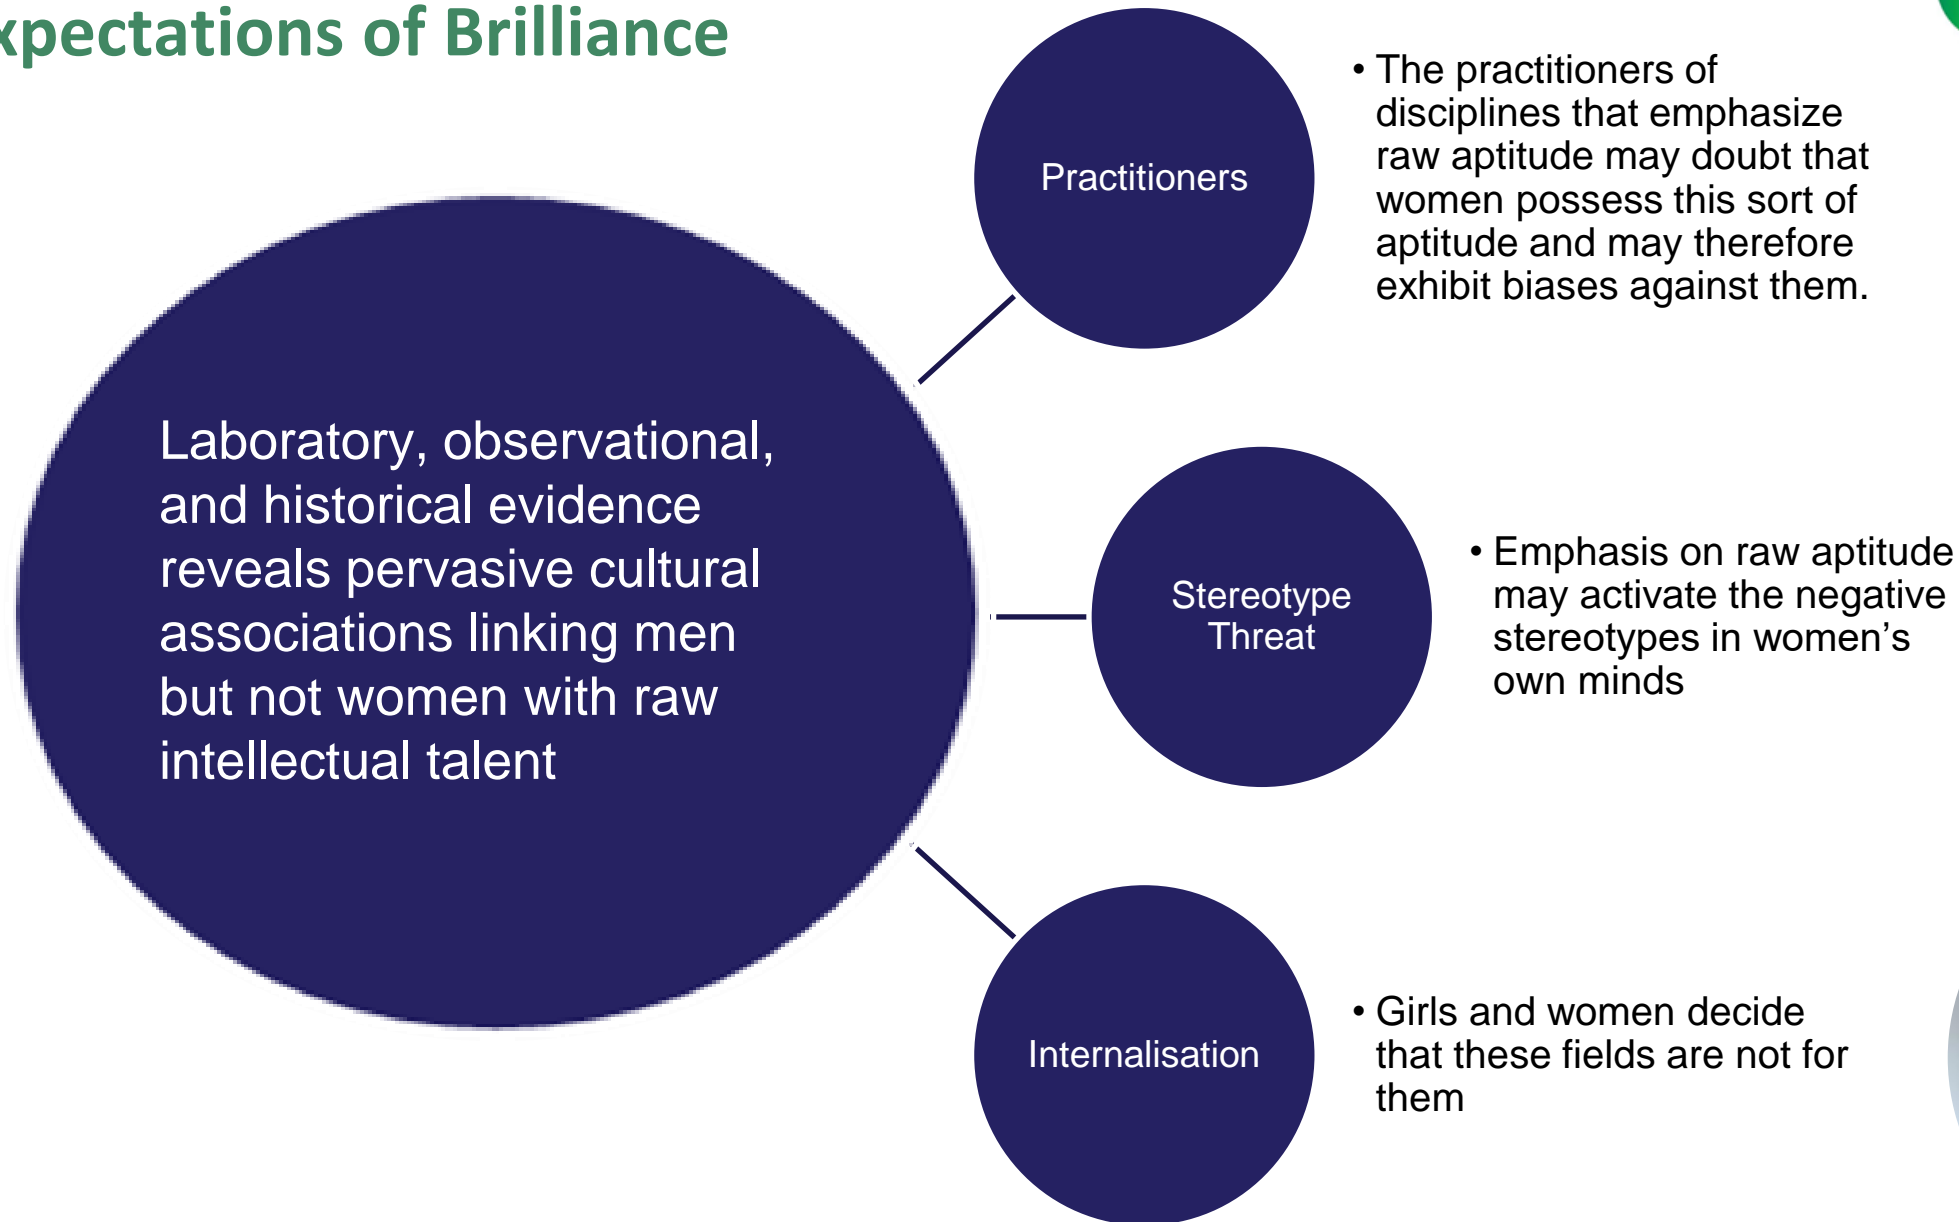 xpectations of Brilliance
Laboratory, observational,
and historical evidence
reveals pervasive cultural
associations linking men
but not women with raw
intellectual talent
Practitioners
• The practitioners of
disciplines that emphasize
raw aptitude may doubt that
women possess this sort of
aptitude and may therefore
exhibit biases against them.
Stereotype
Threat
• Emphasis on raw aptitude
may activate the negative
stereotypes in women’s
own minds
Internalisation
• Girls and women decide
that these fields are not for
them